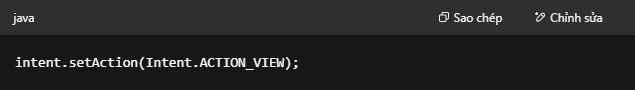 java
Sao chép
Chỉnh sửa
intent.setAction(Intent.ACTION_VIEW);